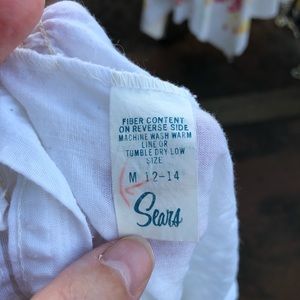 FIBER CONTENT
ON REVERSE SIDE
MACHINE WASH WARM
LINE OR
TUMBLE DRY LOW
SIZE
M 12-14
Sears